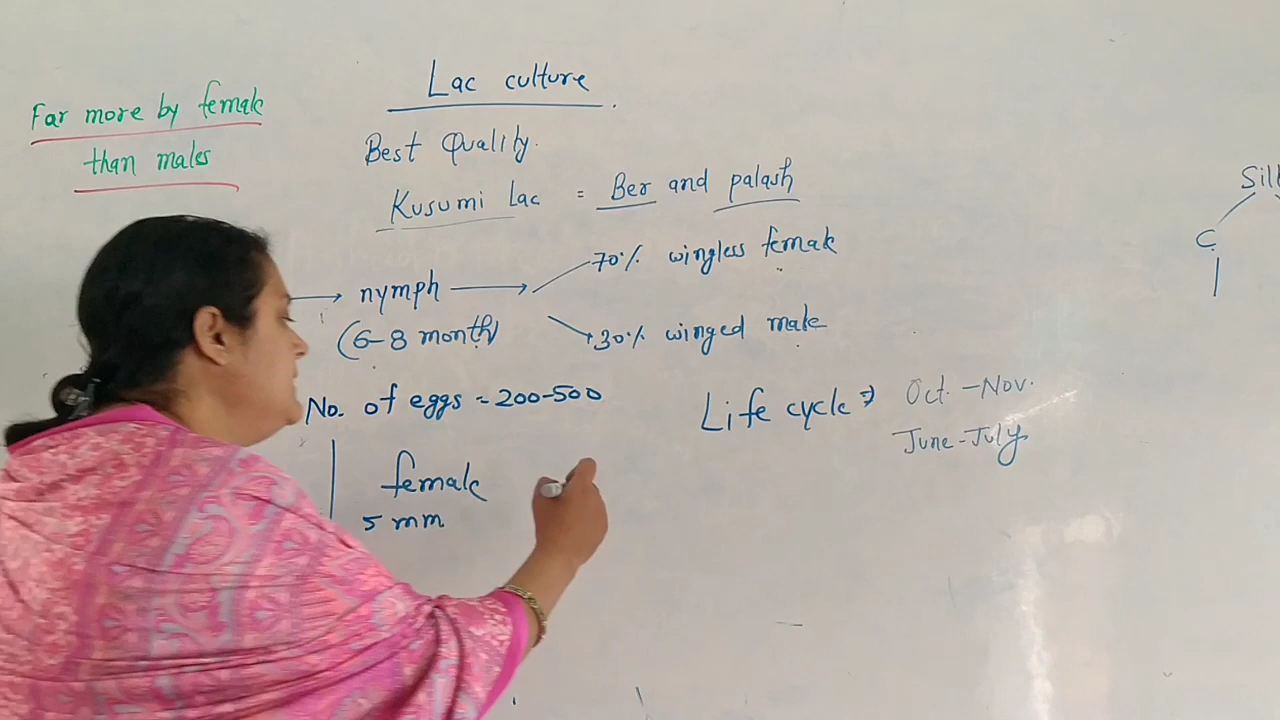 Lac culture
Far more by female
than males
Best Quality.
Kusumi Lac = Ber and palash
→ nymph → 70% wingless female
(6-8 month) 30% winged male
No. of eggs = 200-500
Life cycle ⇒ Oct. - Nov.
June - July
female
5 mm
C